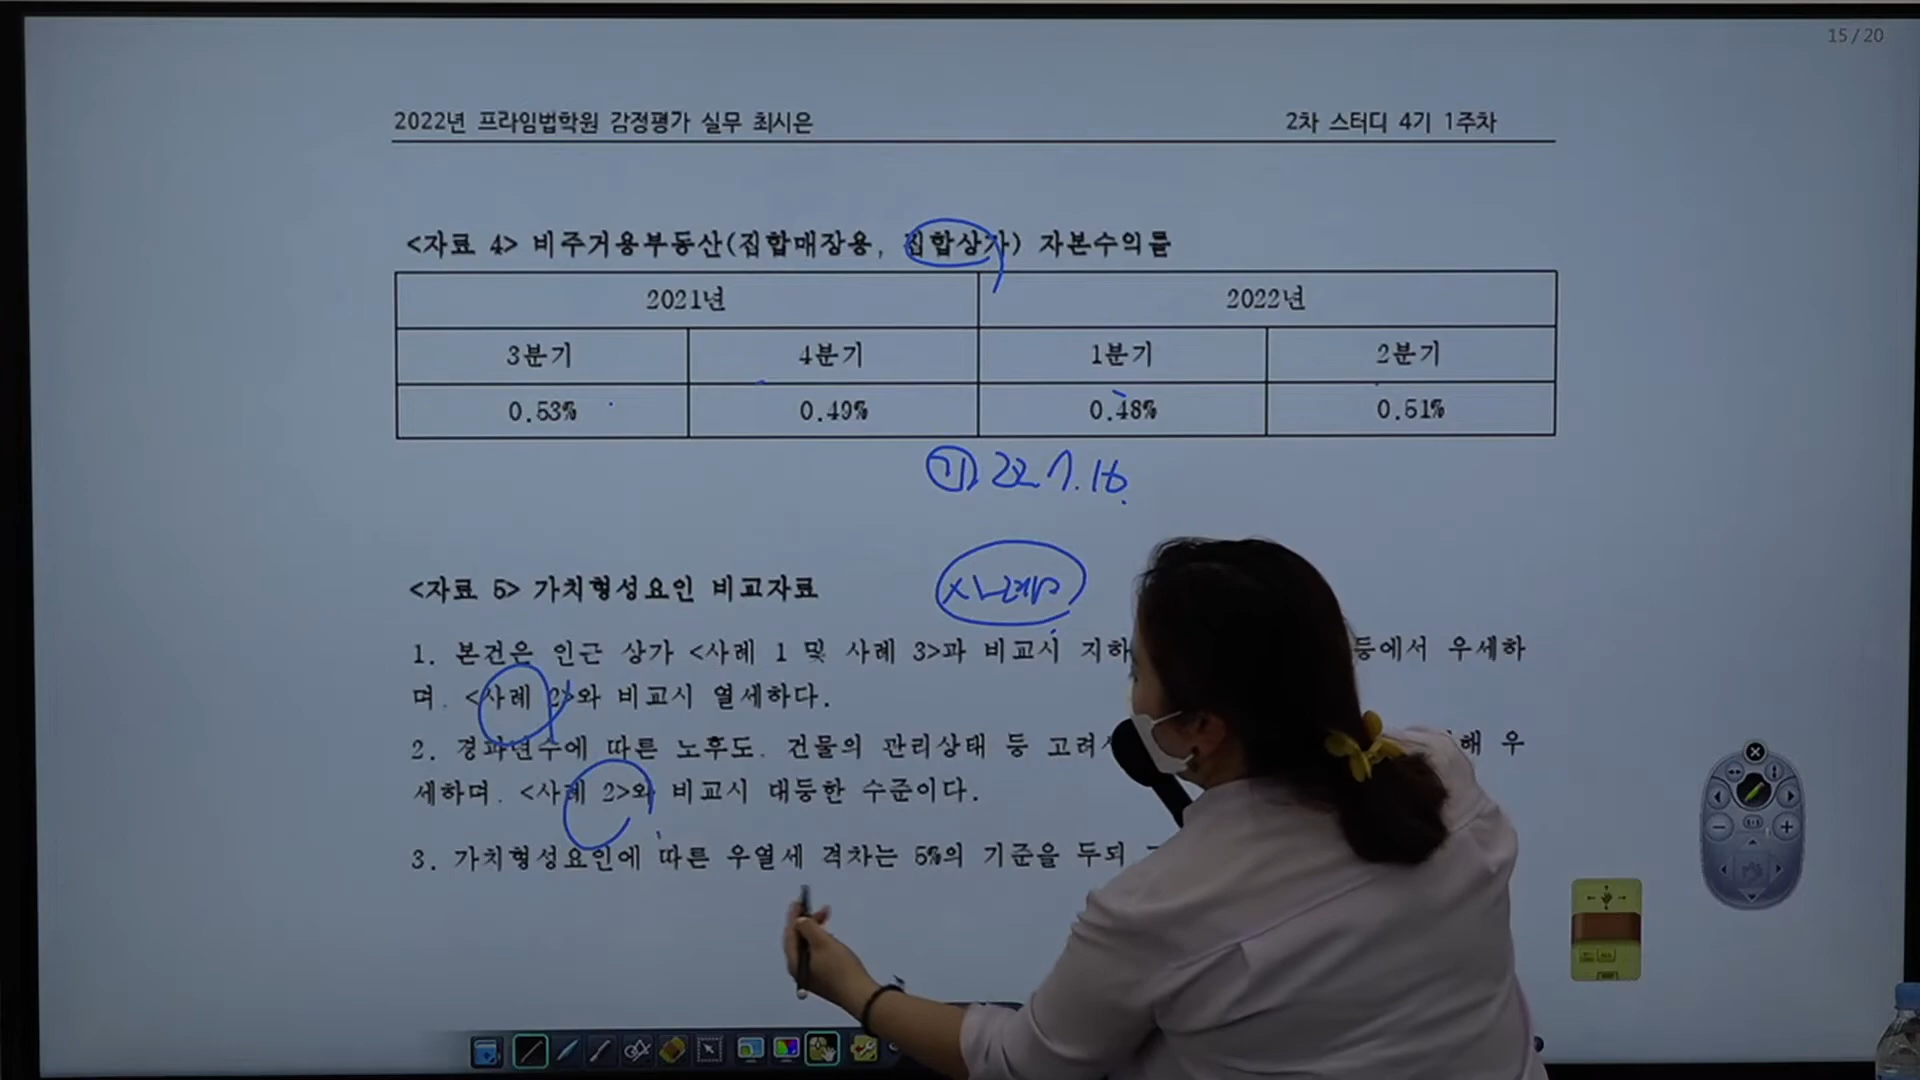 15 / 20
2022년 프라임법학원 감정평가 실무 최시은
2차 스터디 4기 1주차
<자료 4> 비주거용부동산(집합매장용, 집합상가) 자본수익률
2021년 2022년
3분기 4분기 1분기 2분기
0.53% 0.49% 0.48% 0.51%
22. 7. 16.
<자료 5> 가치형성요인 비교자료
1. 본건은 인근 상가 <사례 1 및 사례 3>과 비교시 지하 등에서 우세하
며, <사례 2>와 비교시 열세하다.
2. 경과년수에 따른 노후도, 건물의 관리상태 등 고려시 해 우
세하며, <사례 2>와 비교시 대등한 수준이다.
3. 가치형성요인에 따른 우열세 격차는 5%의 기준을 두되